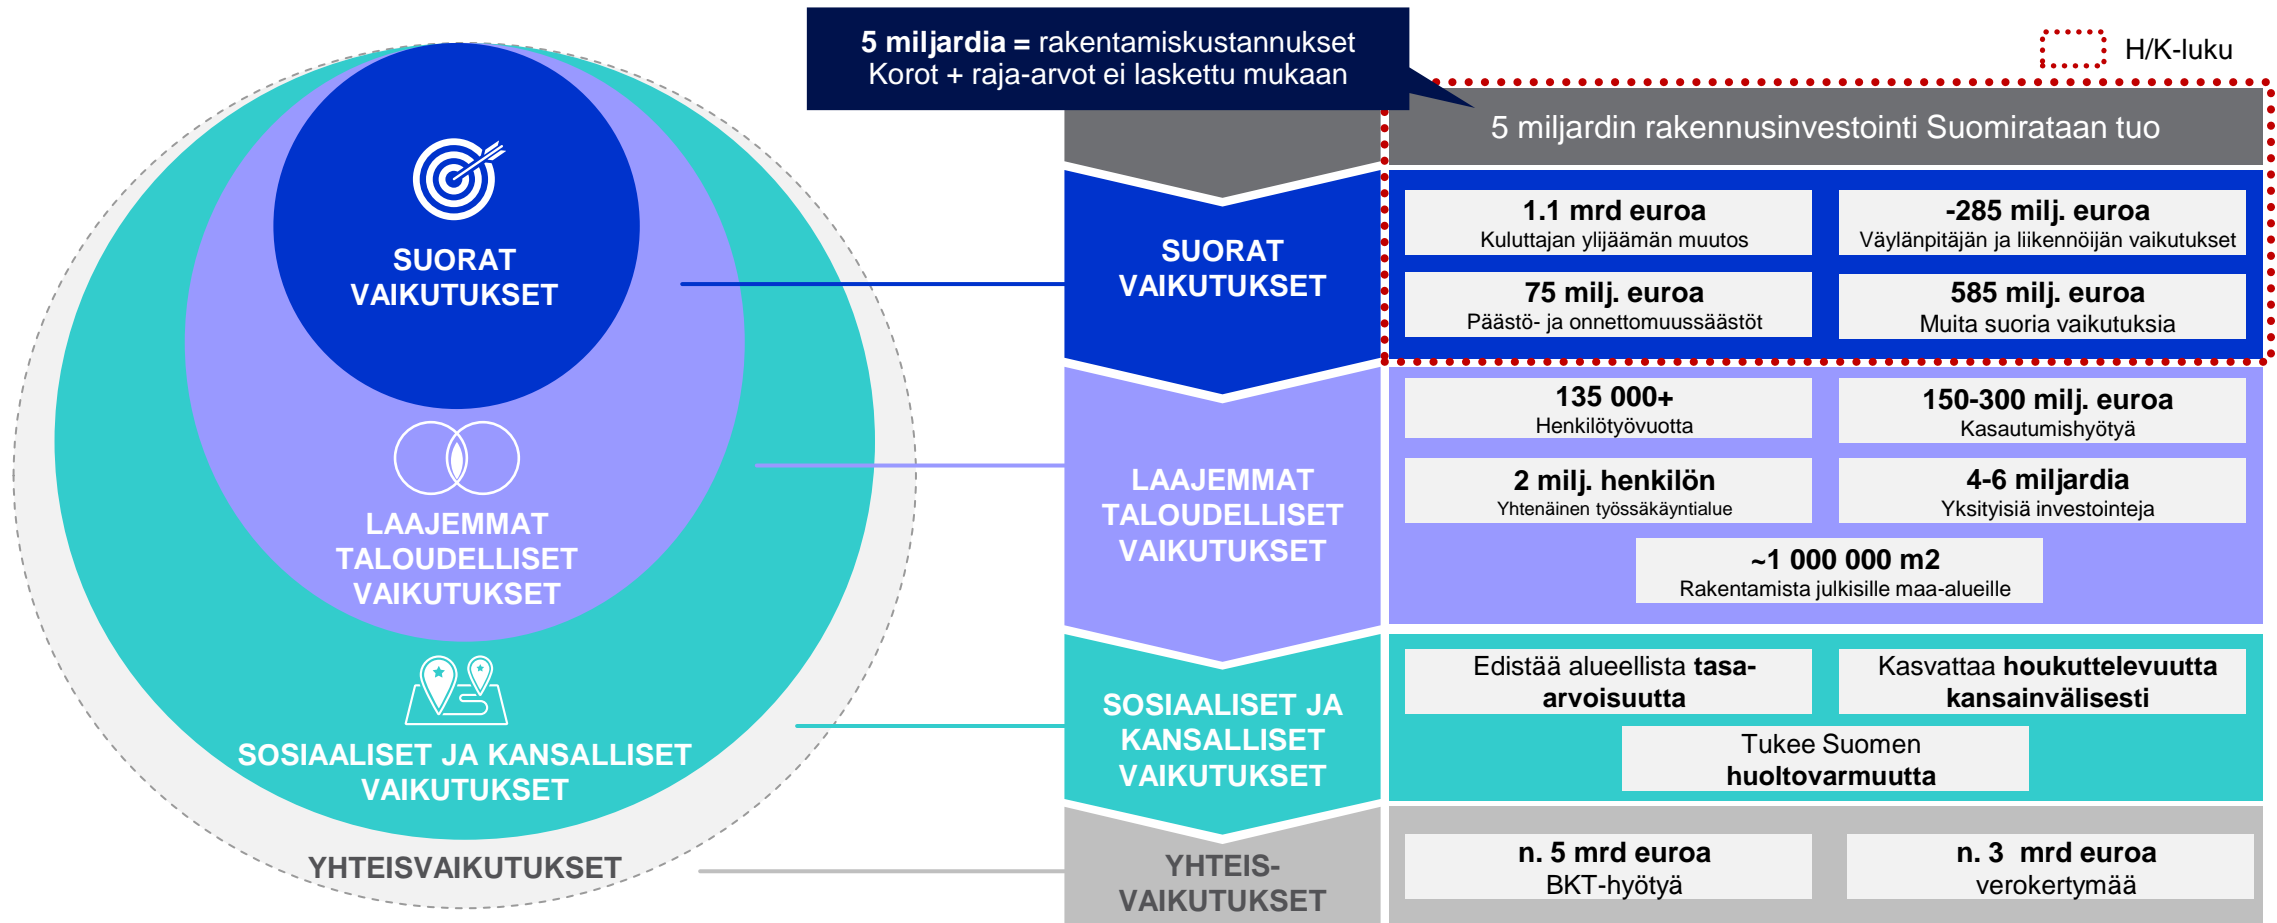 5 miljardia = rakentamiskustannukset
Korot + raja-arvot ei laskettu mukaan
H/K-luku
5 miljardin rakennusinvestointi Suomirataan tuo
SUORAT
VAIKUTUKSET
LAAJEMMAT
TALOUDELLISET
VAIKUTUKSET
SOSIAALISET JA KANSALLISET
VAIKUTUKSET
YHTEISVAIKUTUKSET
SUORAT
VAIKUTUKSET
1.1 mrd euroa
Kuluttajan ylijäämän muutos
-285 milj. euroa
Väylänpitäjän ja liikennöijän vaikutukset
75 milj. euroa
Päästö- ja onnettomuussäästöt
585 milj. euroa
Muita suoria vaikutuksia
LAAJEMMAT
TALOUDELLISET
VAIKUTUKSET
135 000+
Henkilötyövuotta
150-300 milj. euroa
Kasautumishyötyä
2 milj. henkilön
Yhtenäinen työssäkäyntialue
4-6 miljardia
Yksityisiä investointeja
~1 000 000 m2
Rakentamista julkisille maa-alueille
SOSIAALISET JA
KANSALLISET
VAIKUTUKSET
Edistää alueellista tasa-
arvoisuutta
Kasvattaa houkuttelevuutta
kansainvälisesti
Tukee Suomen
huoltovarmuutta
YHTEIS-
VAIKUTUKSET
n. 5 mrd euroa
BKT-hyötyä
n. 3 mrd euroa
verokertymää